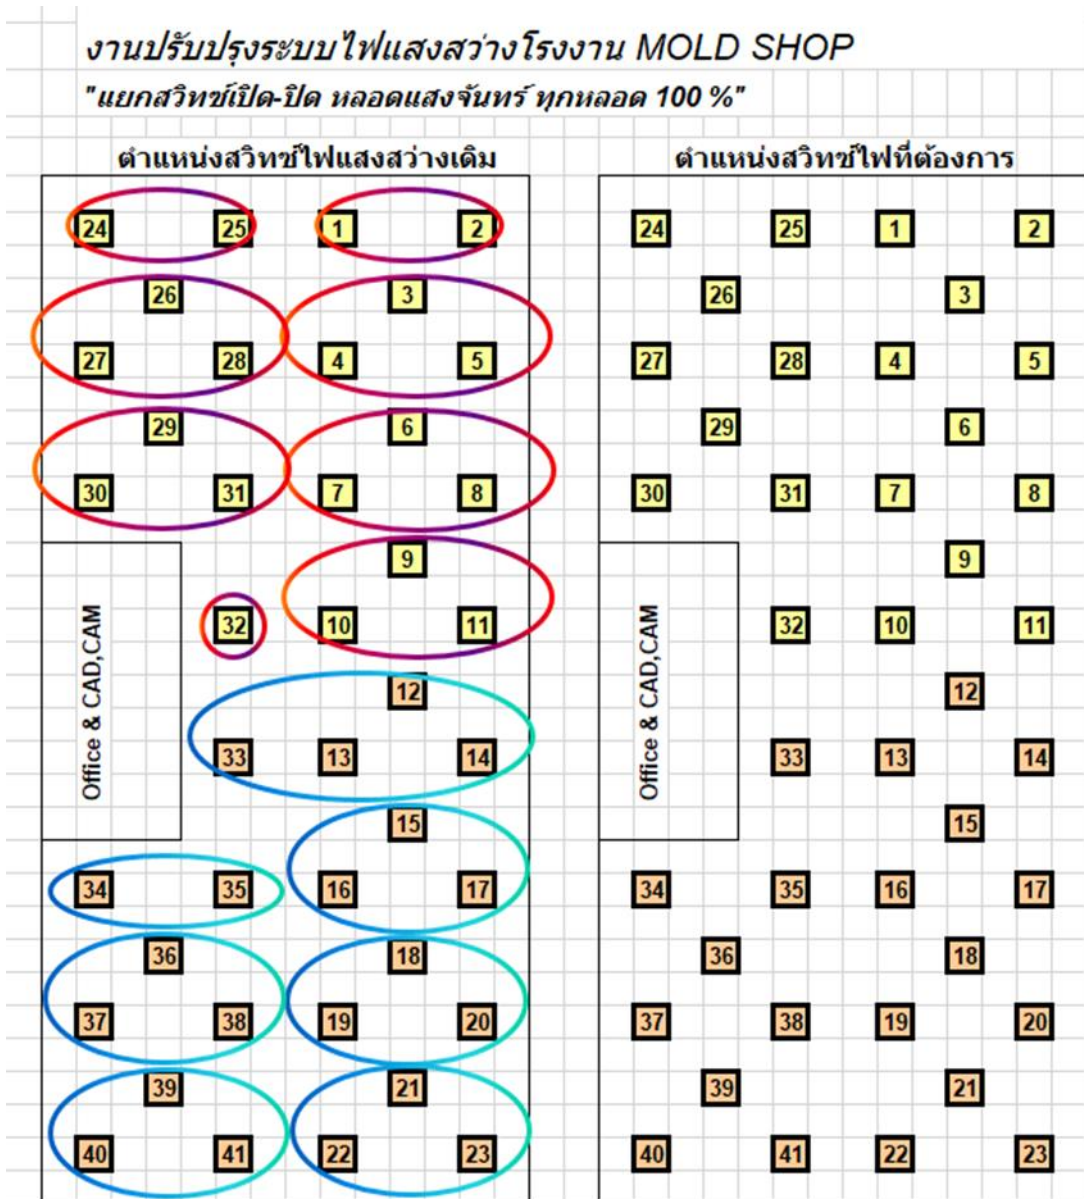 งานปรับปรุงระบบไฟแสงสว่างโรงงาน MOLD SHOP
"แยกสวิทซ์เปิด-ปิด หลอดแสงจันทร์ ทุกหลอด 100 %"
ตำแหน่งสวิทซ์ไฟแสงสว่างเดิม
24 25 1 2
26 3
27 28 4 5
29 6
30 31 7 8
9
32 10 11
Office & CAD,CAM
12
33 13 14
15
34 35 16 17
36 18
37 38 19 20
39 21
40 41 22 23
ตำแหน่งสวิทซ์ไฟที่ต้องการ
24 25 1 2
26 3
27 28 4 5
29 6
30 31 7 8
9
32 10 11
Office & CAD,CAM
12
33 13 14
15
34 35 16 17
36 18
37 38 19 20
39 21
40 41 22 23